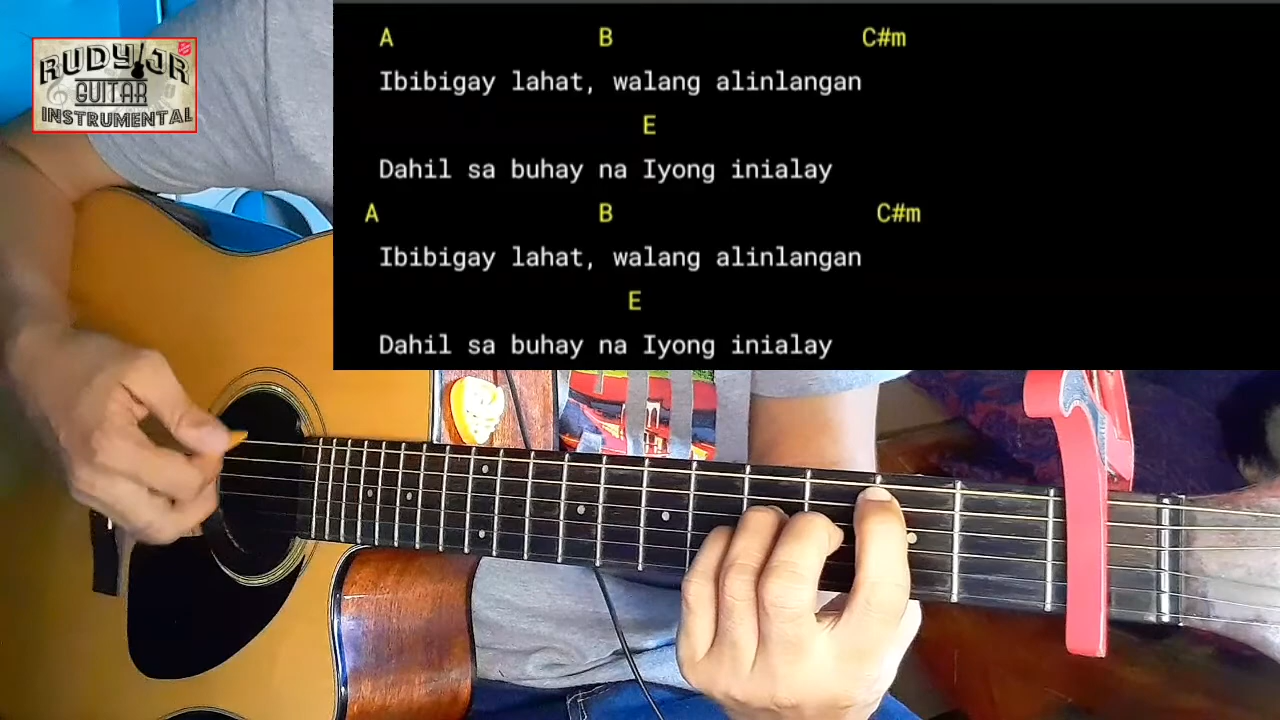 RUDY JR
GUITAR
INSTRUMENTAL
A B C#m
Ibibigay lahat, walang alinlangan
E
Dahil sa buhay na Iyong inialay
A B C#m
Ibibigay lahat, walang alinlangan
E
Dahil sa buhay na Iyong inialay